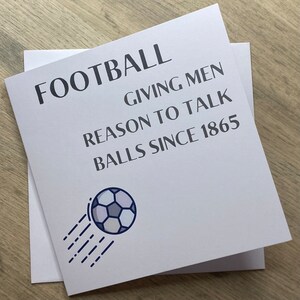 FOOTBALL
GIVING MEN
REASON TO TALK
BALLS SINCE 1865